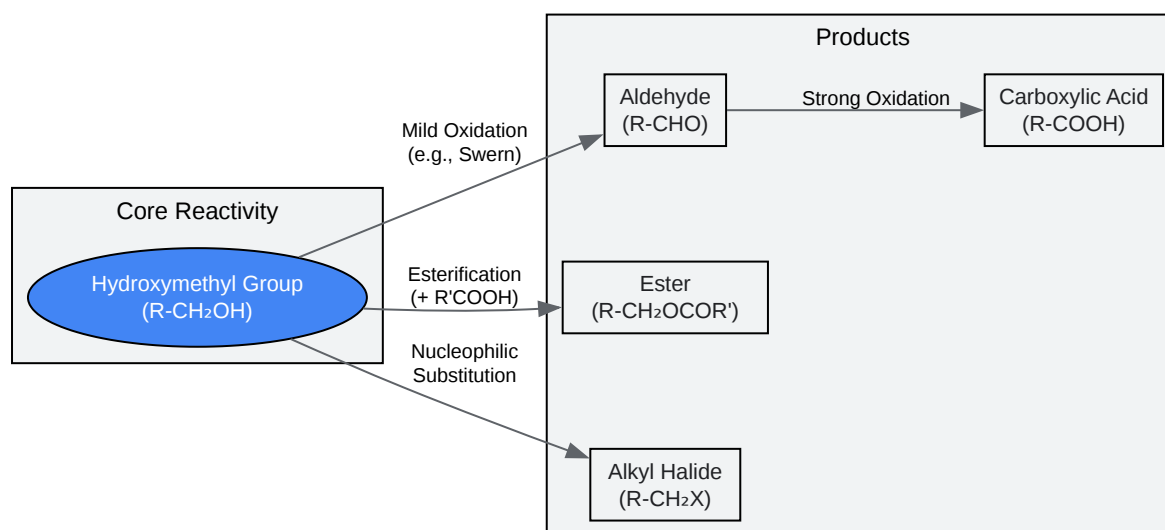 Products
Aldehyde
(R-CHO)
Strong Oxidation
Carboxylic Acid
(R-COOH)
Mild Oxidation
(e.g., Swern)
Core Reactivity
Hydroxymethyl Group
(R-CH₂OH)
Esterification
(+ R'COOH)
Ester
(R-CH₂OCOR')
Nucleophilic
Substitution
Alkyl Halide
(R-CH₂X)